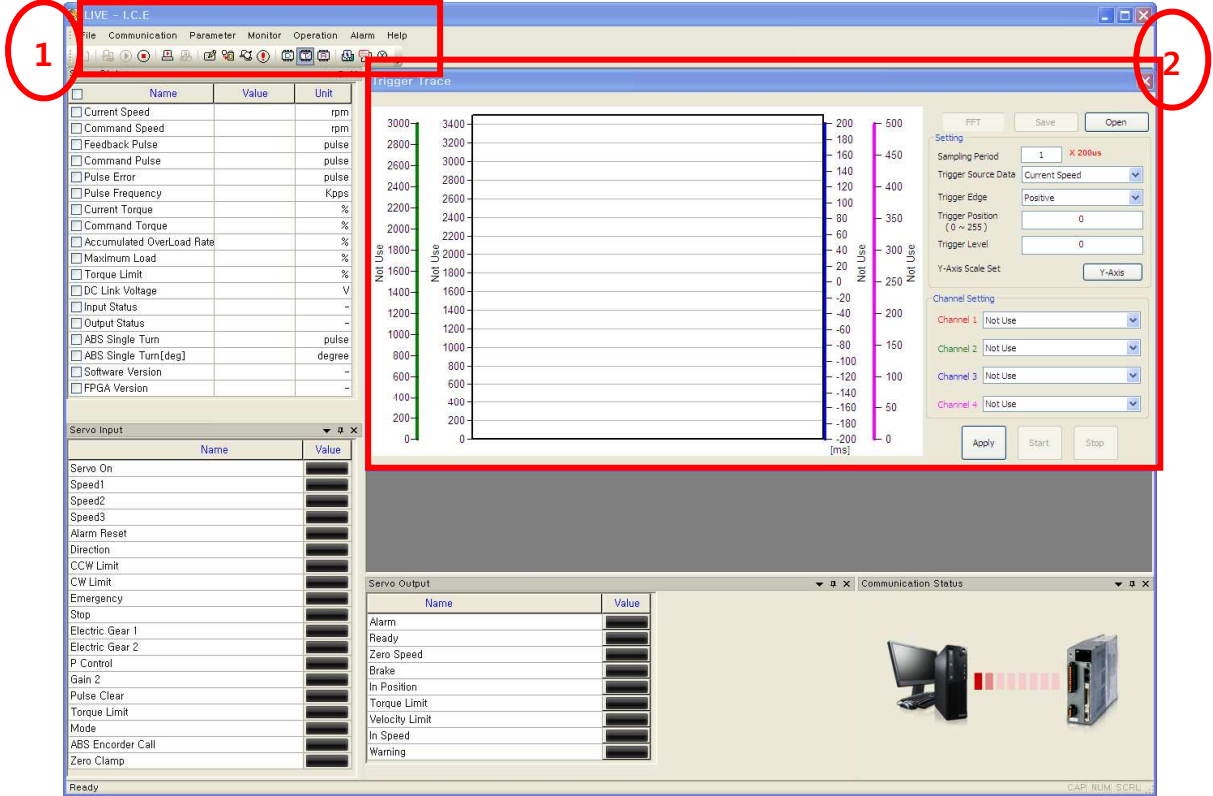 1
2
LIVE - I.C.E
File Communication Parameter Monitor Operation Alarm Help
Trigger Trace
Name Value Unit
Current Speed rpm
Command Speed rpm
Feedback Pulse pulse
Command Pulse pulse
Pulse Error pulse
Pulse Frequency Kpps
Current Torque %
Command Torque %
Accumulated OverLoad Rate %
Maximum Load %
Torque Limit %
DC Link Voltage V
Input Status -
Output Status -
ABS Single Turn pulse
ABS Single Turn[deg] degree
Software Version -
FPGA Version -
Servo Input
Name Value
Servo On
Speed1
Speed2
Speed3
Alarm Reset
Direction
CCW Limit
CW Limit
Emergency
Stop
Electric Gear 1
Electric Gear 2
P Control
Gain 2
Pulse Clear
Torque Limit
Mode
ABS Encorder Call
Zero Clamp
3000
2800
2600
2400
2200
2000
1800
1600
1400
1200
1000
800
600
400
200
0
Not Use
3400
3200
3000
2800
2600
2400
2200
2000
1800
1600
1400
1200
1000
800
600
400
200
0
Not Use
200
180
160
140
120
100
80
60
40
20
0
-20
-40
-60
-80
-100
-120
-140
-160
-180
-200
[ms]
Not Use
500
450
400
350
300
250
200
150
100
50
0
Not Use
FFT Save Open
Setting
Sampling Period 1 X 200us
Trigger Source Data Current Speed
Trigger Edge Positive
Trigger Position 0
( 0 ~ 255 )
Trigger Level 0
Y-Axis Scale Set Y-Axis
Channel Setting
Channel 1 Not Use
Channel 2 Not Use
Channel 3 Not Use
Channel 4 Not Use
Apply Start Stop
Servo Output
Name Value
Alarm
Ready
Zero Speed
Brake
In Position
Torque Limit
Velocity Limit
In Speed
Warning
Communication Status
Ready
CAP NUM SCRL